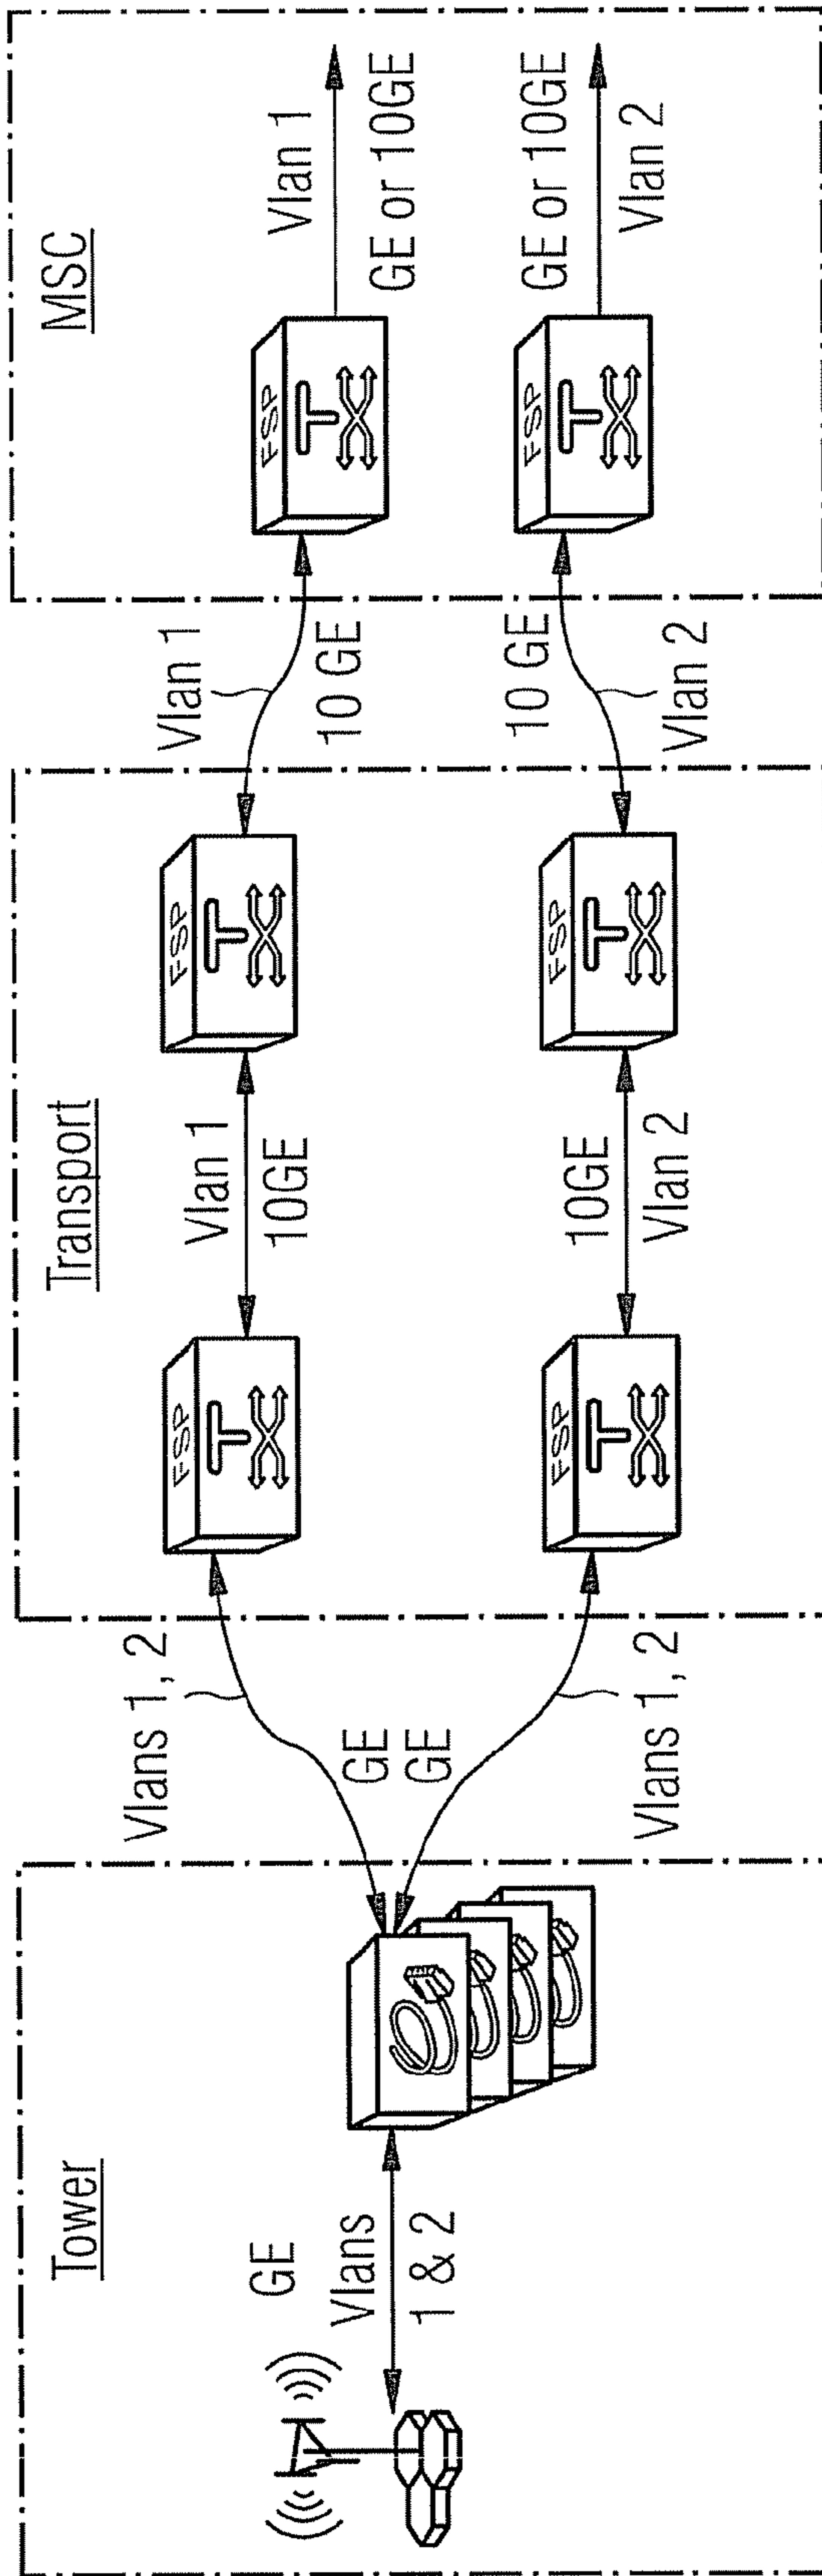 Tower
GE
Vlans
1 & 2
Vlans 1, 2
GE
GE
Vlans 1, 2
Transport
FSP
T
Vlan 1
10GE
FSP
T
FSP
T
10GE
Vlan 2
FSP
T
Vlan 1
10 GE
10 GE
Vlan 2
MSC
FSP
T
Vlan 1
GE or 10GE
FSP
T
GE or 10GE
Vlan 2